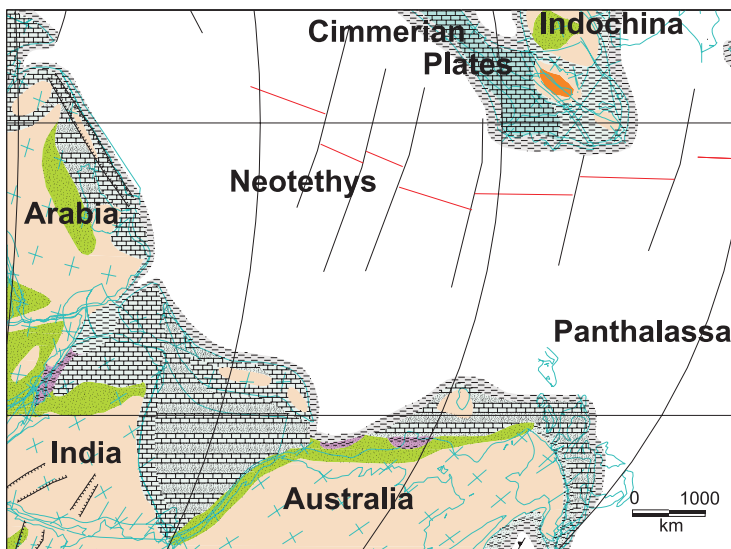 Cimmerian
Plates
Indochina
Neotethys
Arabia
Panthalassa
India
Australia
0 1000
km